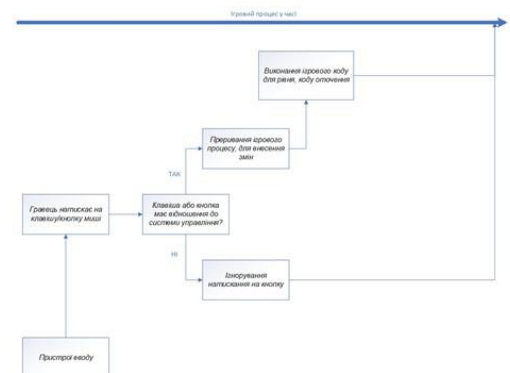 Ігровий процес у часі
Виконання ігрового коду
для рівня, коду оточення
Преривання ігрового
процесу, для внесення
змін
ТАК
Гравець натискає на
клавішу/кнопку миші
Клавіша або кнопка
має відношення до
системи управління?
НІ
Ігнорування
натискання на кнопку
Пристрої вводу